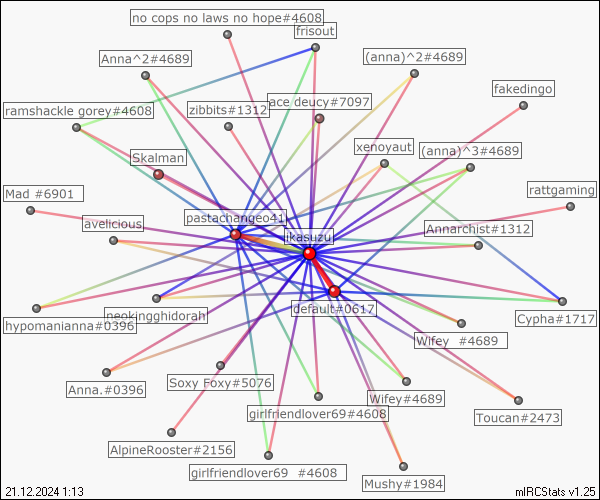 no cops no laws no hope#4608
frisout
Anna^2#4689
(anna)^2#4689
fakedingo
ramshackle gorey#4608
zibbits#1312
ace deucy#7097
xenoyaut
(anna)^3#4689
Skalman
Mad #6901
rattgaming
pastachangeo41
avelicious
ikasuzu
Annarchist#1312
hypomanianna#0396
neokingghidorah
default#0617
Cypha#1717
Wifey #4689
Anna.#0396
Soxy Foxy#5076
Wifey#4689
girlfriendlover69#4608
Toucan#2473
AlpineRooster#2156
girlfriendlover69 #4608
Mushy#1984
21.12.2024 1:13
mIRCStats v1.25